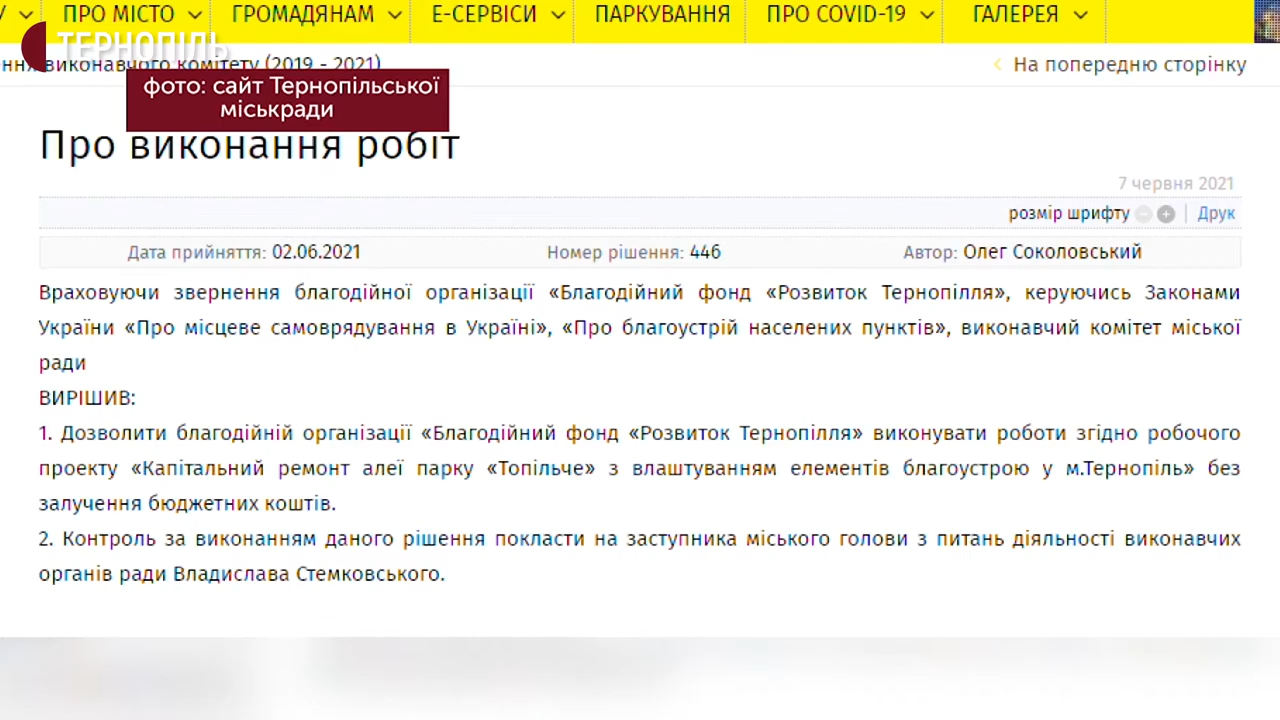 У ПРО МІСТО ГРОМАДЯНАМ Е-СЕРВІСИ ПАРКУВАННЯ ПРО COVID-19 ГАЛЕРЕЯ
ТЕРНОПІЛЬ
ння виконавчого комітету (2019 - 2021) На попередню сторінку
фото: сайт Тернопільської
міськради
Про виконання робіт
7 червня 2021
розмір шрифту Друк
Дата прийняття: 02.06.2021 Номер рішення: 446 Автор: Олег Соколовський
Враховуючи звернення благодійної організації «Благодійний фонд «Розвиток Тернопілля», керуючись Законами
України «Про місцеве самоврядування в Україні», «Про благоустрій населених пунктів», виконавчий комітет міської
ради
ВИРІШИВ:
1. Дозволити благодійній організації «Благодійний фонд «Розвиток Тернопілля» виконувати роботи згідно робочого
проекту «Капітальний ремонт алеї парку «Топільче» з влаштуванням елементів благоустрою у м.Тернопіль» без
залучення бюджетних коштів.
2. Контроль за виконанням даного рішення покласти на заступника міського голови з питань діяльності виконавчих
органів ради Владислава Стемковського.